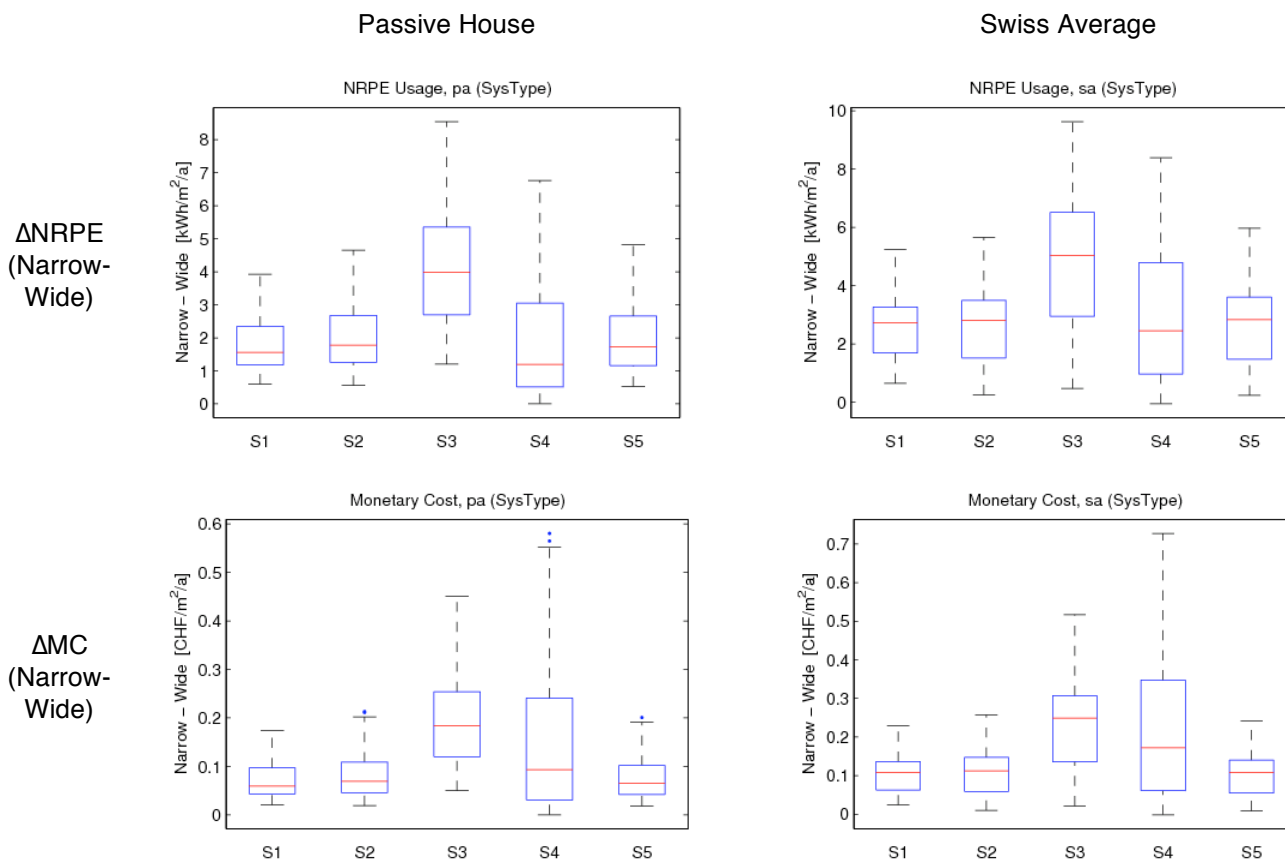 Passive House
Swiss Average
ΔNRPE
(Narrow-
Wide)
NRPE Usage, pa (SysType)
Narrow – Wide [kWh/m²/a]
8
7
6
5
4
3
2
1
0
S1 S2 S3 S4 S5
NRPE Usage, sa (SysType)
Narrow – Wide [kWh/m²/a]
10
8
6
4
2
0
S1 S2 S3 S4 S5
ΔMC
(Narrow-
Wide)
Monetary Cost, pa (SysType)
Narrow – Wide [CHF/m²/a]
0.6
0.5
0.4
0.3
0.2
0.1
0
S1 S2 S3 S4 S5
Monetary Cost, sa (SysType)
Narrow – Wide [CHF/m²/a]
0.7
0.6
0.5
0.4
0.3
0.2
0.1
0
S1 S2 S3 S4 S5